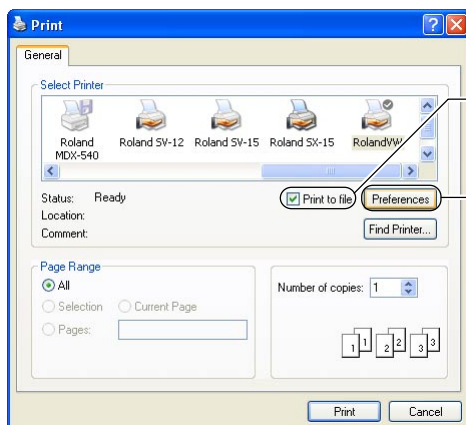 Print
General
Select Printer
Roland MDX-540
Roland SV-12
Roland SV-15
Roland SX-15
RolandVW
Status: Ready
Print to file
Preferences
Location:
Comment:
Find Printer...
Page Range
All
Selection
Current Page
Pages:
Number of copies: 1
1 1 2 2 3 3
Print
Cancel